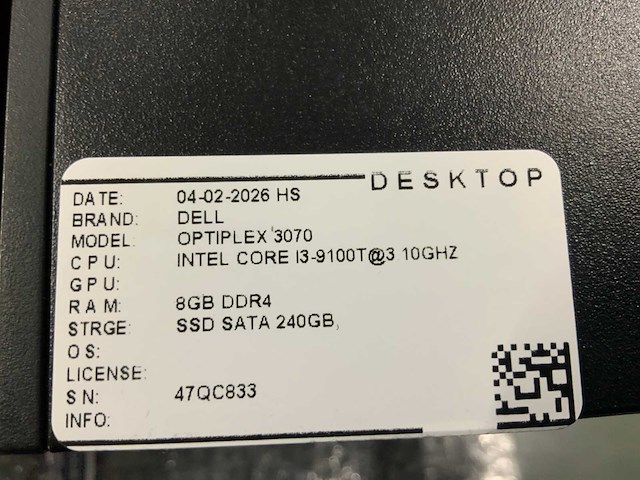 DESKTOP
DATE: 04-02-2026 HS
BRAND: DELL
MODEL: OPTIPLEX 3070
CPU: INTEL CORE I3-9100T@3 10GHZ
GPU:
RAM: 8GB DDR4
STRGE: SSD SATA 240GB,
OS:
LICENSE:
SN: 47QC833
INFO: